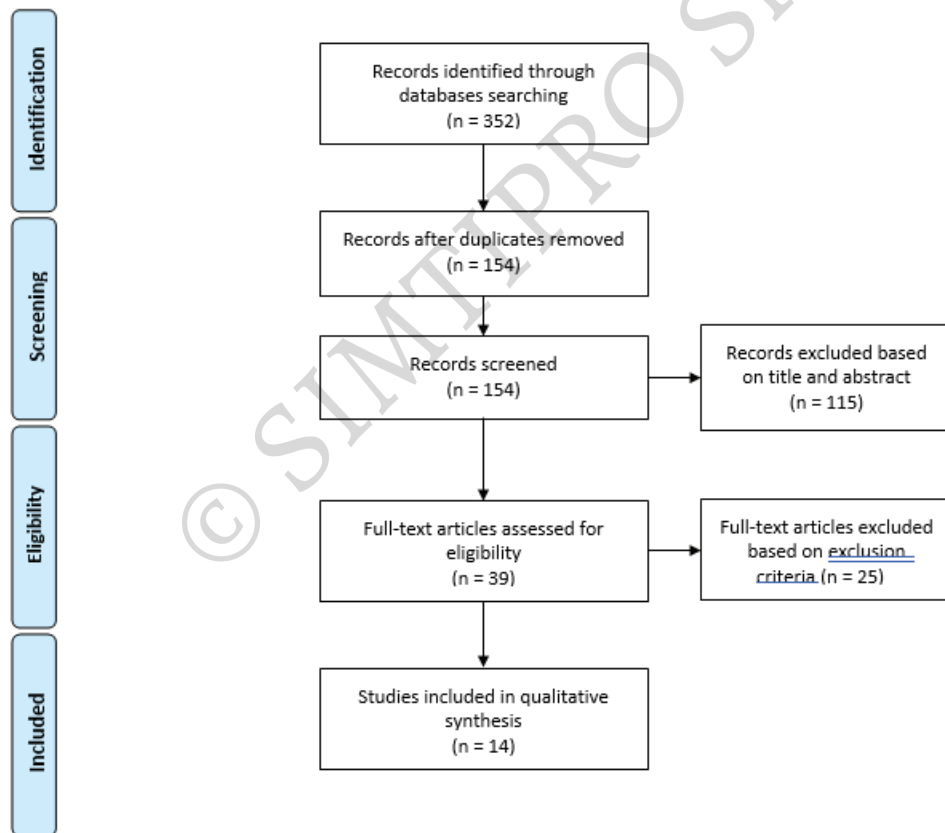 Identification
Records identified through
databases searching
(n = 352)
Screening
Records after duplicates removed
(n = 154)
Records screened
(n = 154)
Records excluded based
on title and abstract
(n = 115)
Eligibility
Full-text articles assessed for
eligibility
(n = 39)
Full-text articles excluded
based on exclusion
criteria (n = 25)
Included
Studies included in qualitative
synthesis
(n = 14)
© SIMTIPRO